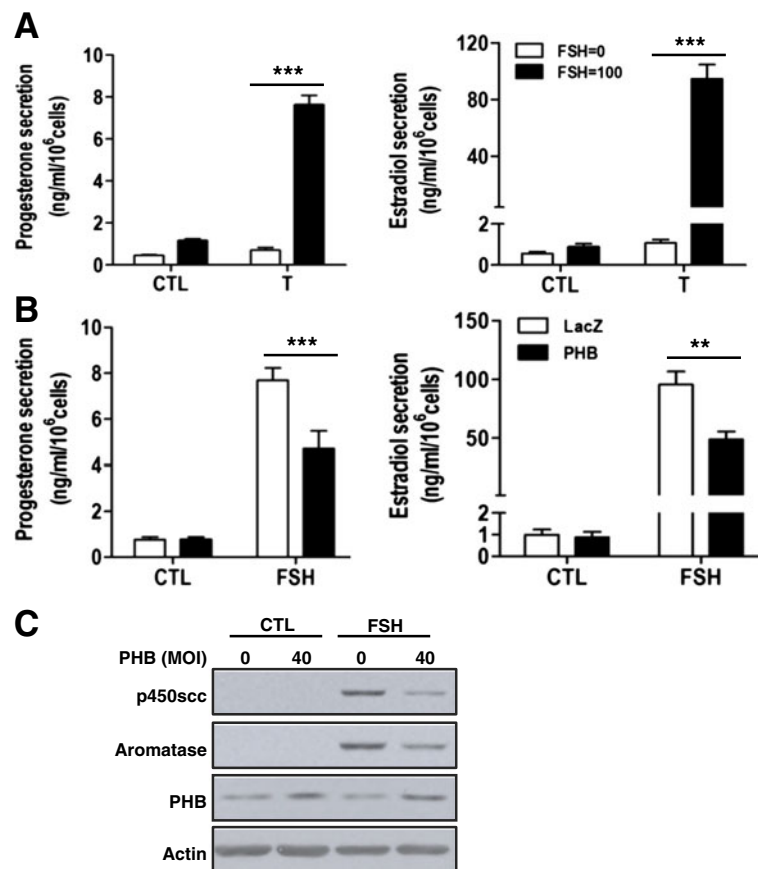 A
Progesterone secretion
(ng/ml/10⁶cells)
10
8
6
4
2
0
***
CTL
T
Estradiol secretion
(ng/ml/10⁶cells)
120
80
40
2
0
FSH=0
FSH=100
***
CTL
T
B
Progesterone secretion
(ng/ml/10⁶cells)
10
8
6
4
2
0
***
CTL
FSH
Estradiol secretion
(ng/ml/10⁶cells)
150
100
50
2
1
0
LacZ
PHB
**
CTL
FSH
C
CTL FSH
PHB (MOI) 0 40 0 40
p450scc
Aromatase
PHB
Actin